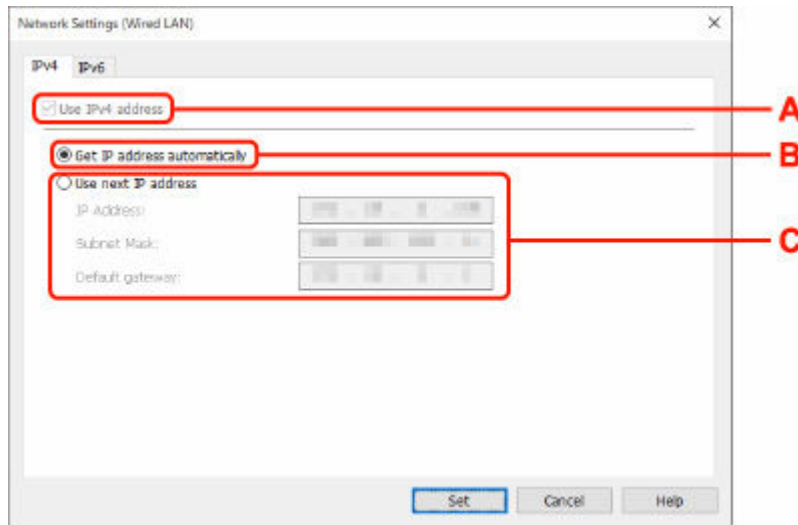 Network Settings (Wired LAN)
IPv4 IPv6
Use IPv4 address
A
Get IP address automatically
B
Use next IP address
IP Address:
Subnet Mask:
C
Default gateway:
Set Cancel Help